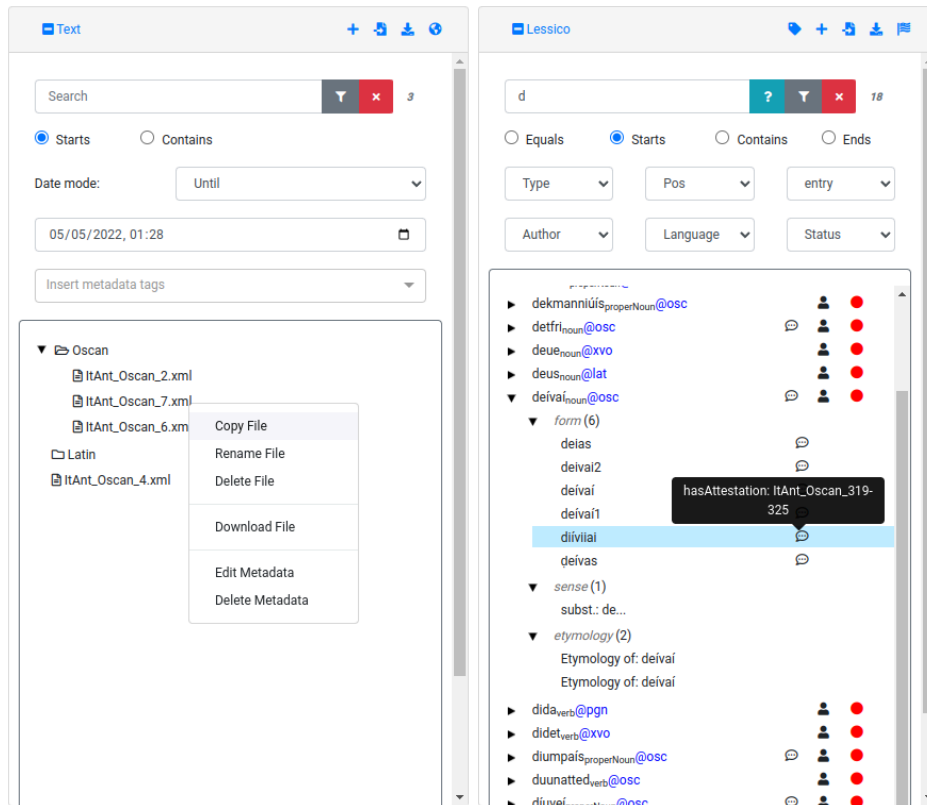 Text
Search
3
Starts Contains
Date mode: Until
05/05/2022, 01:28
Insert metadata tags
Oscan
ItAnt_Oscan_2.xml
ItAnt_Oscan_7.xml
ItAnt_Oscan_6.xm
Latin
ItAnt_Oscan_4.xml
Copy File
Rename File
Delete File
Download File
Edit Metadata
Delete Metadata
Lessico
d ? 18
Equals Starts Contains Ends
Type Pos entry
Author Language Status
dekmanniúís properNoun@osc
detfri noun@osc
deue noun@xvo
deus noun@lat
deívaí noun@osc
form (6)
deias
deivai2
deívaí
deívaí1
diíviiai
deívas
hasAttestation: ItAnt_Oscan_319-
325
sense (1)
subst.: de...
etymology (2)
Etymology of: deívaí
Etymology of: deívaí
dida verb@pgn
didet verb@xvo
diumpaís properNoun@osc
duunatted verb@osc
díuveí properNoun@osc